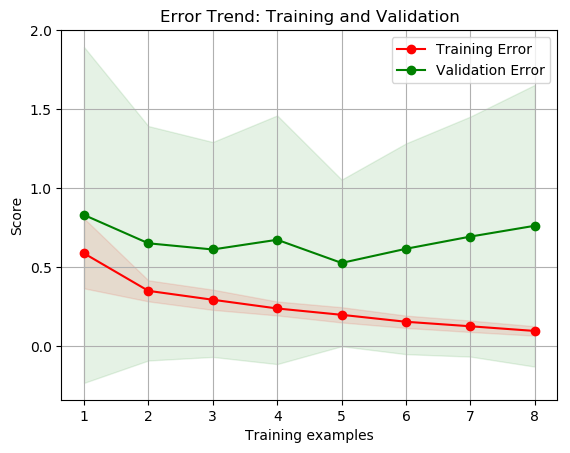 Error Trend: Training and Validation
Training Error
Validation Error
Score
2.0
1.5
1.0
0.5
0.0
1 2 3 4 5 6 7 8
Training examples